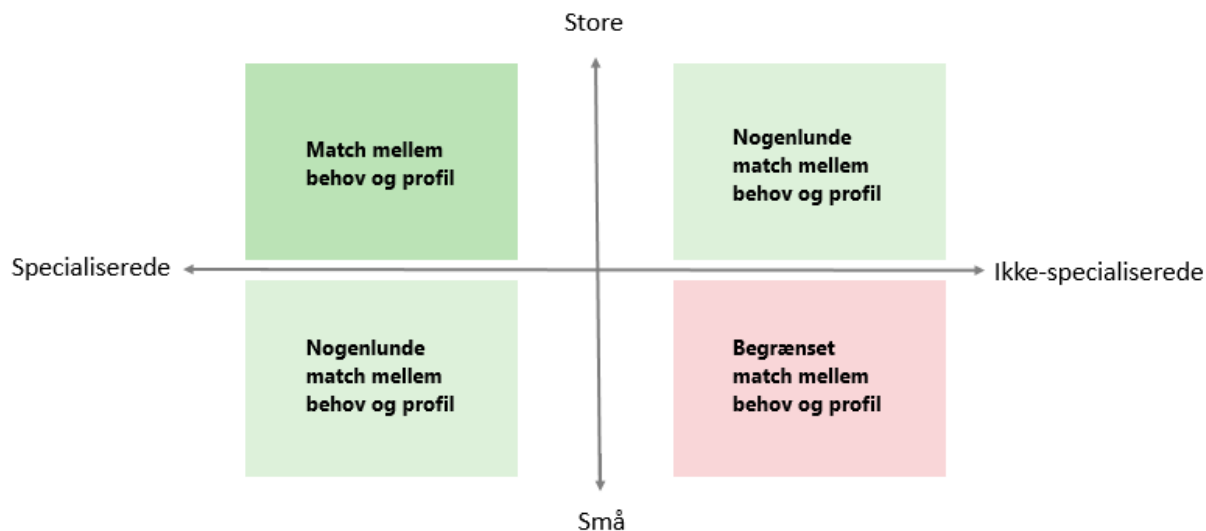 Store
Match mellem
behov og profil
Nogenlunde
match mellem
behov og profil
Specialiserede
Ikke-specialiserede
Nogenlunde
match mellem
behov og profil
Begrænset
match mellem
behov og profil
Små